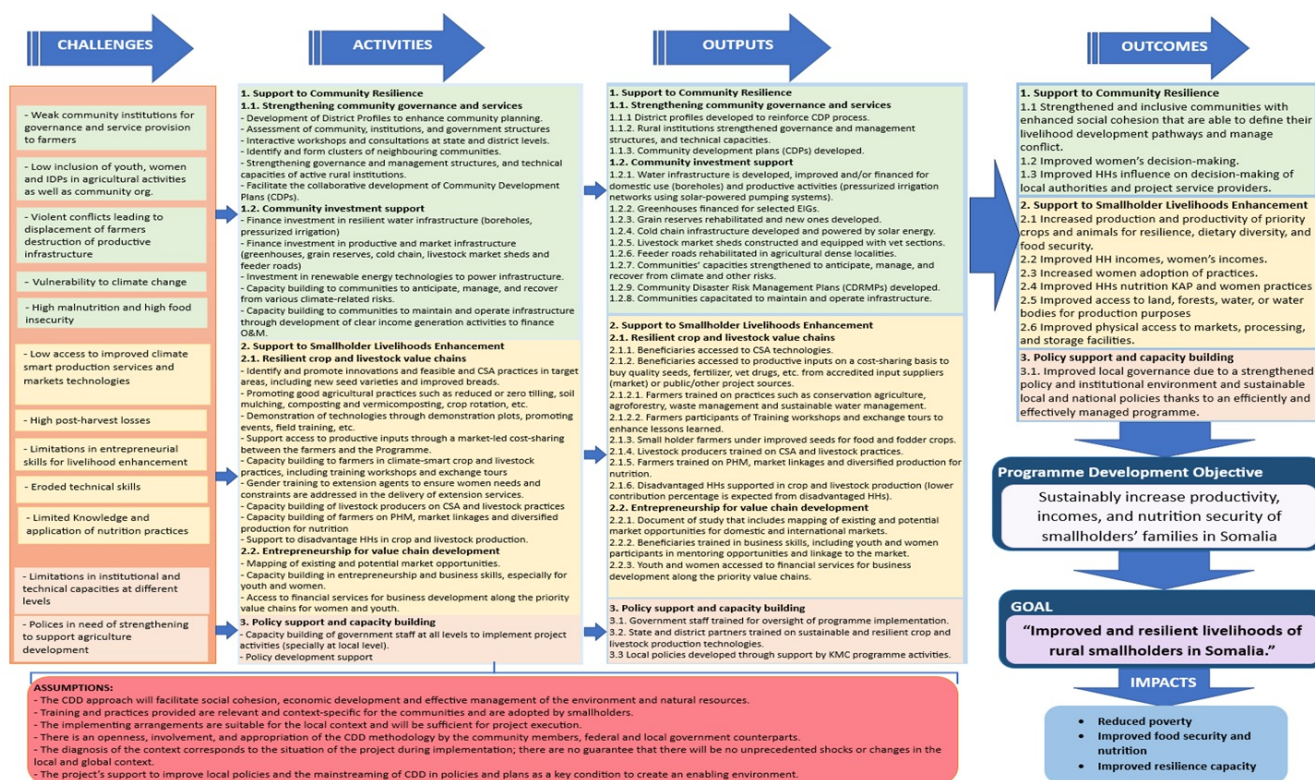 CHALLENGES
ACTIVITIES
OUTPUTS
OUTCOMES
- Weak community institutions for
governance and service provision
to farmers
- Low inclusion of youth, women
and IDPs in agricultural activities
as well as community org.
- Violent conflicts leading to
displacement of farmers
destruction of productive
infrastructure
- Vulnerability to climate change
- High malnutrition and high food
insecurity
- Low access to improved climate
smart production services and
markets technologies
- High post-harvest losses
- Limitations in entrepreneurial
skills for livelihood enhancement
- Eroded technical skills
- Limited Knowledge and
application of nutrition practices
- Limitations in institutional and
technical capacities at different
levels
- Polices in need of strengthening
to support agriculture
development
1. Support to Community Resilience
1.1. Strengthening community governance and services
- Development of District Profiles to enhance community planning.
- Assessment of community, institutions, and government structures
- Interactive workshops and consultations at state and district levels.
- Identify and form clusters of neighbouring communities.
- Strengthening governance and management structures, and technical
capacities of active rural institutions.
- Facilitate the collaborative development of Community Development
Plans (CDPs).
1.2. Community investment support
- Finance investment in resilient water infrastructure (boreholes,
pressurized irrigation)
- Finance investment in productive and market infrastructure
(greenhouses, grain reserves, cold chain, livestock market sheds and
feeder roads)
- Investment in renewable energy technologies to power infrastructure.
- Capacity building to communities to anticipate, manage, and recover
from various climate-related risks.
- Capacity building to communities to maintain and operate infrastructure
through development of clear income generation activities to finance
O&M.
2. Support to Smallholder Livelihoods Enhancement
2.1. Resilient crop and livestock value chains
- Identify and promote innovations and feasible and CSA practices in target
areas, including new seed varieties and improved breads.
- Promoting good agricultural practices such as reduced or zero tilling, soil
mulching, composting and vermicomposting, crop rotation, etc.
- Demonstration of technologies through demonstration plots, promoting
events, field training, etc.
- Support access to productive inputs through a market-led cost-sharing
between the farmers and the Programme.
- Capacity building to farmers in climate-smart crop and livestock
practices, including training workshops and exchange tours
- Gender training to extension agents to ensure women needs and
constraints are addressed in the delivery of extension services.
- Capacity building of livestock producers on CSA and livestock practices
- Capacity building of farmers on PHM, market linkages and diversified
production for nutrition
- Support to disadvantage HHs in crop and livestock production.
2.2. Entrepreneurship for value chain development
- Mapping of existing and potential market opportunities.
- Capacity building in entrepreneurship and business skills, especially for
youth and women.
- Access to financial services for business development along the priority
value chains for women and youth.
3. Policy support and capacity building
- Capacity building of government staff at all levels to implement project
activities (specially at local level).
- Policy development support
1. Support to Community Resilience
1.1. Strengthening community governance and services
1.1.1 District profiles developed to reinforce CDP process.
1.1.2. Rural institutions strengthened governance and management
structures, and technical capacities.
1.1.3. Community development plans (CDPs) developed.
1.2. Community investment support
1.2.1. Water infrastructure is developed, improved and/or financed for
domestic use (boreholes) and productive activities (pressurized irrigation
networks using solar-powered pumping systems).
1.2.2. Greenhouses financed for selected EIGs.
1.2.3. Grain reserves rehabilitated and new ones developed.
1.2.4. Cold chain infrastructure developed and powered by solar energy.
1.2.5. Livestock market sheds constructed and equipped with vet sections.
1.2.6. Feeder roads rehabilitated in agricultural dense localities.
1.2.7. Communities' capacities strengthened to anticipate, manage, and
recover from climate and other risks.
1.2.9. Community Disaster Risk Management Plans (CDRMPs) developed.
1.2.8. Communities capacitated to maintain and operate infrastructure.
2. Support to Smallholder Livelihoods Enhancement
2.1. Resilient crop and livestock value chains
2.1.1. Beneficiaries accessed to CSA technologies.
2.1.2. Beneficiaries accessed to productive inputs on a cost-sharing basis to
buy quality seeds, fertilizer, vet drugs, etc. from accredited input suppliers
(market) or public/other project sources.
2.1.2.1. Farmers trained on practices such as conservation agriculture,
agroforestry, waste management and sustainable water management.
2.1.2.2. Farmers participants of Training workshops and exchange tours to
enhance lessons learned.
2.1.3. Small holder farmers under improved seeds for food and fodder crops.
2.1.4. Livestock producers trained on CSA and livestock practices.
2.1.5. Farmers trained on PHM, market linkages and diversified production for
nutrition.
2.1.6. Disadvantaged HHs supported in crop and livestock production (lower
contribution percentage is expected from disadvantaged HHs).
2.2. Entrepreneurship for value chain development
2.2.1. Document of study that includes mapping of existing and potential
market opportunities for domestic and international markets.
2.2.2. Beneficiaries trained in business skills, including youth and women
participants in mentoring opportunities and linkage to the market.
2.2.3. Youth and women accessed to financial services for business
development along the priority value chains.
3. Policy support and capacity building
3.1. Government staff trained for oversight of programme implementation.
3.2. State and district partners trained on sustainable and resilient crop and
livestock production technologies.
3.3 Local policies developed through support by KMC programme activities.
1. Support to Community Resilience
1.1 Strengthened and inclusive communities with
enhanced social cohesion that are able to define their
livelihood development pathways and manage
conflict.
1.2 Improved women's decision-making.
1.3 Improved HHs influence on decision-making of
local authorities and project service providers.
2. Support to Smallholder Livelihoods Enhancement
2.1 Increased production and productivity of priority
crops and animals for resilience, dietary diversity, and
food security.
2.2 Improved HH incomes, women's incomes.
2.3 Increased women adoption of practices.
2.4 Improved HHs nutrition KAP and women practices
2.5 Improved access to land, forests, water, or water
bodies for production purposes
2.6 Improved physical access to markets, processing,
and storage facilities.
3. Policy support and capacity building
3.1. Improved local governance due to a strengthened
policy and institutional environment and sustainable
local and national policies thanks to an efficiently and
effectively managed programme.
Programme Development Objective
Sustainably increase productivity,
incomes, and nutrition security of
smallholders' families in Somalia
GOAL
"Improved and resilient livelihoods of
rural smallholders in Somalia."
IMPACTS
• Reduced poverty
• Improved food security and
nutrition
• Improved resilience capacity
ASSUMPTIONS:
- The CDD approach will facilitate social cohesion, economic development and effective management of the environment and natural resources.
- Training and practices provided are relevant and context-specific for the communities and are adopted by smallholders.
- The implementing arrangements are suitable for the local context and will be sufficient for project execution.
- There is an openness, involvement, and appropriation of the CDD methodology by the community members, federal and local government counterparts.
- The diagnosis of the context corresponds to the situation of the project during implementation; there are no guarantee that there will be no unprecedented shocks or changes in the
local and global context.
- The project's support to improve local policies and the mainstreaming of CDD in policies and plans as a key condition to create an enabling environment.